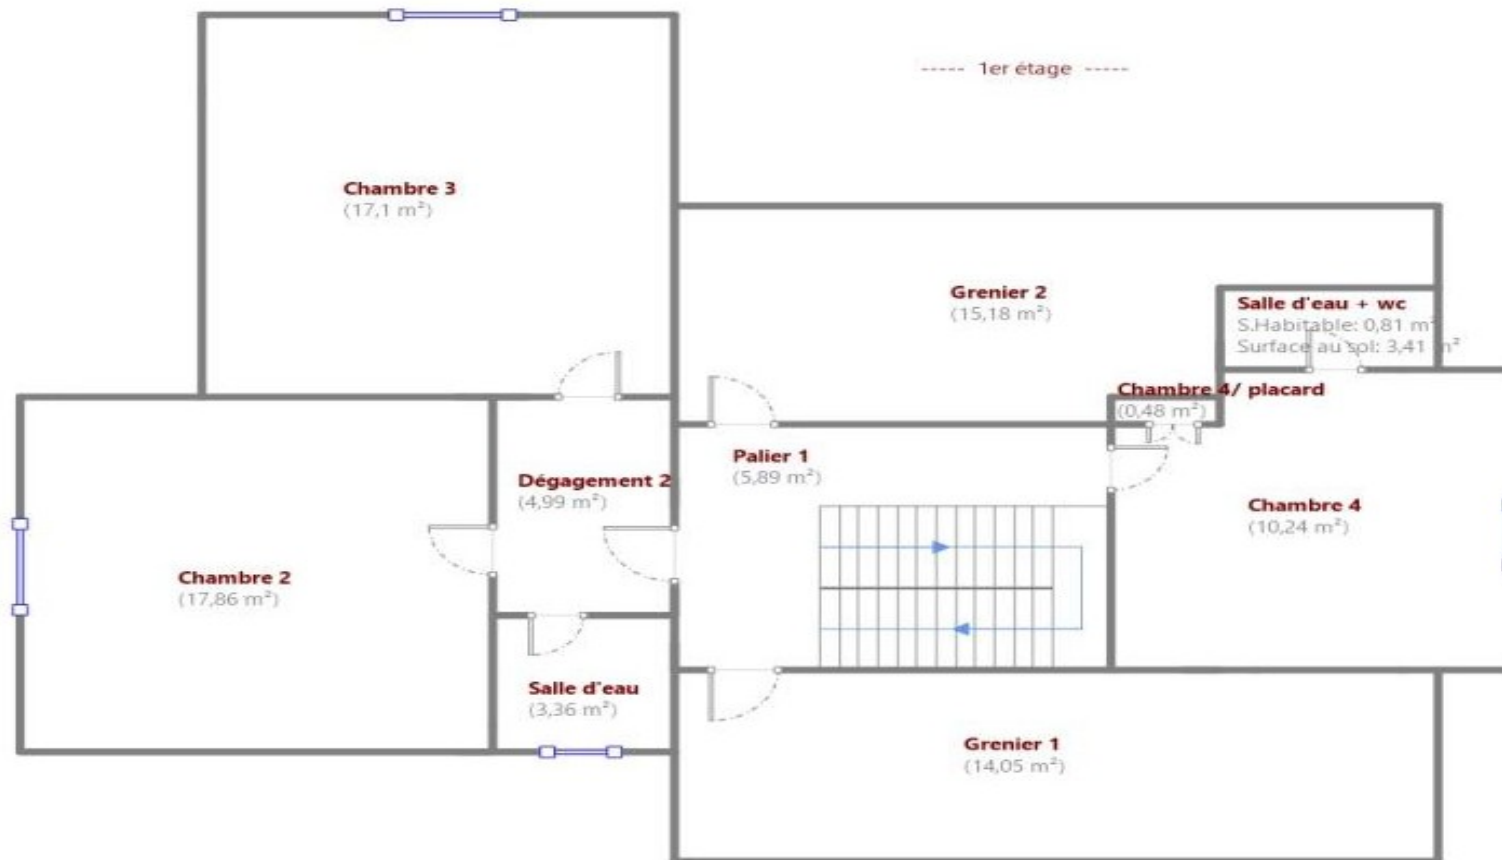 ----- 1er étage -----
Chambre 3
(17,1 m²)
Grenier 2
(15,18 m²)
Salle d'eau + wc
S.Habitable: 0,81 m²
Surface au sol: 3,41 m²
Chambre 4/ placard
(0,48 m²)
Palier 1
(5,89 m²)
Dégagement 2
(4,99 m²)
Chambre 4
(10,24 m²)
Chambre 2
(17,86 m²)
Salle d'eau
(3,36 m²)
Grenier 1
(14,05 m²)